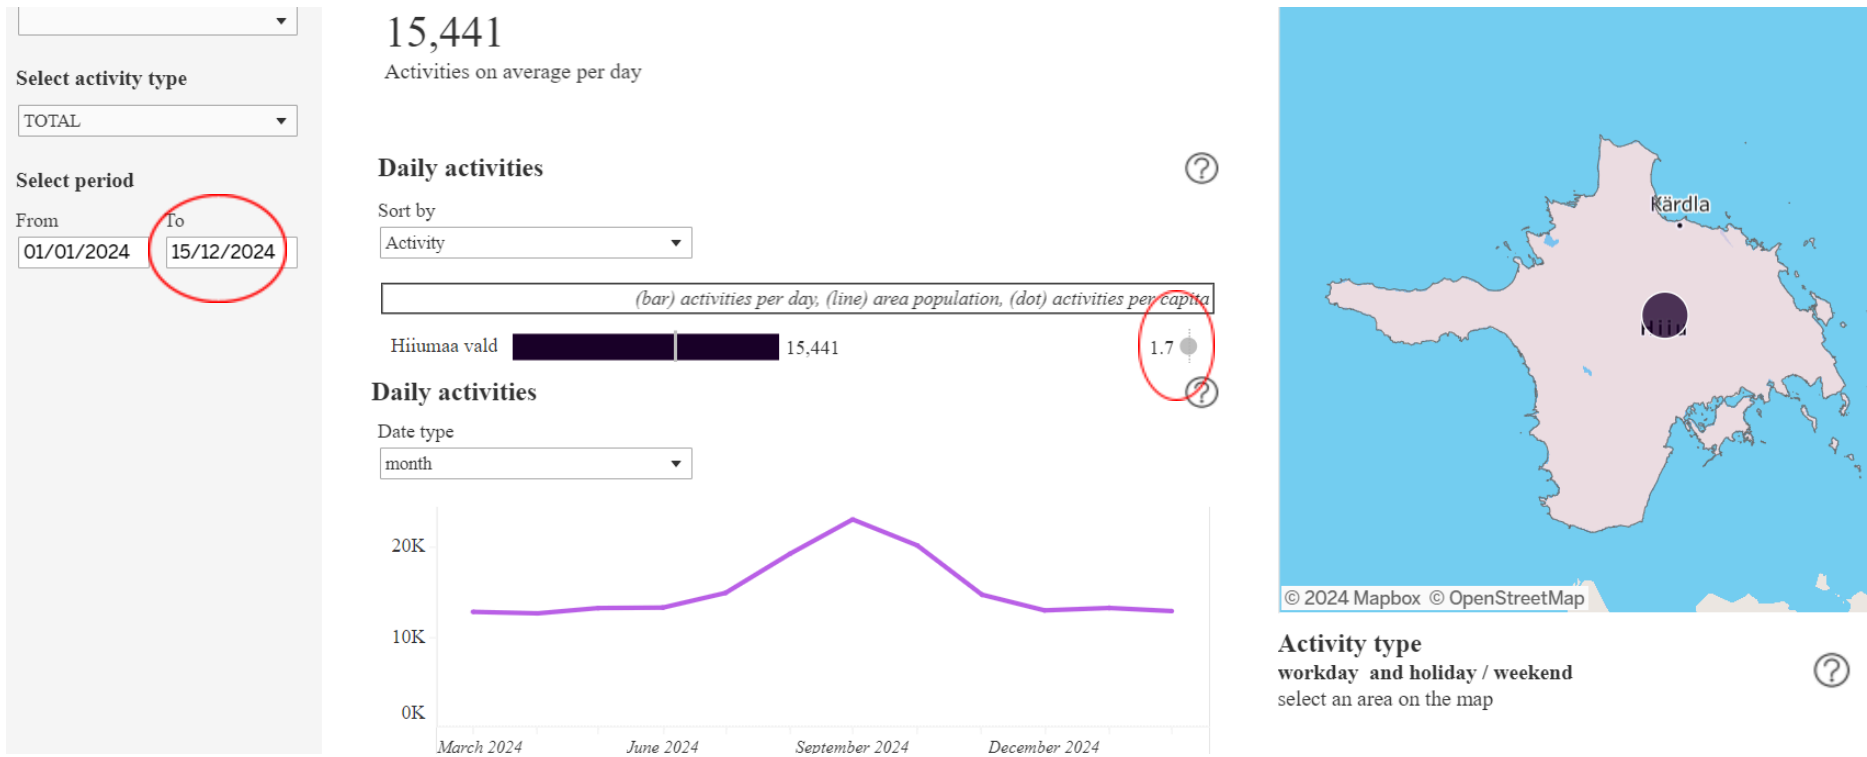 Select activity type
TOTAL
Select period
From
To
01/01/2024
15/12/2024
15,441
Activities on average per day
Daily activities
Sort by
Activity
(bar) activities per day, (line) area population, (dot) activities per capita
Hiiumaa vald
15,441
1.7
Daily activities
Date type
month
20K
10K
0K
March 2024
June 2024
September 2024
December 2024
Kärdla
Hiiu
© 2024 Mapbox © OpenStreetMap
Activity type
workday and holiday / weekend
select an area on the map